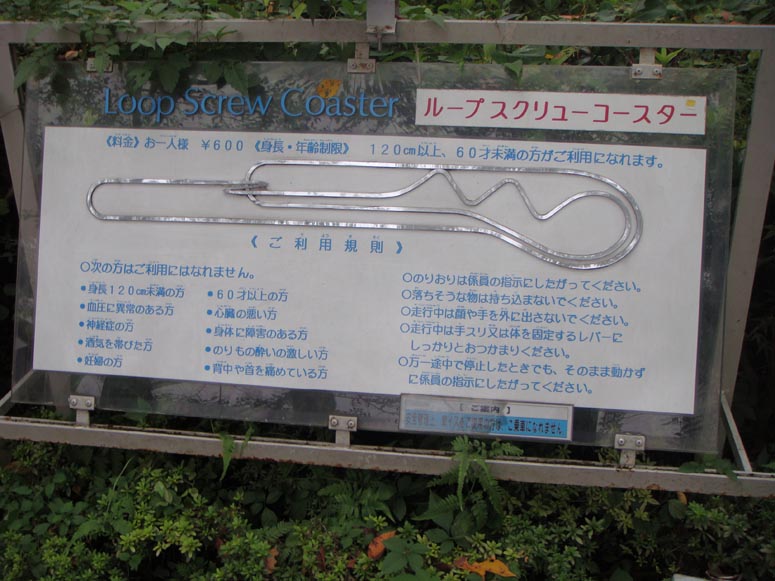 Loop Screw Coaster ループ スクリューコースター
《料金》お一人様 ￥600 《身長・年齢制限》 120cm以上、60才未満の方がご利用になれます。
《ご利用規則》
○次の方はご利用にはなれません。
・身長120cm未満の方
・血圧に異常のある方
・神経症の方
・酒気を帯びた方
・妊婦の方
・60才以上の方
・心臓の悪い方
・身体に障害のある方
・のりもの酔いの激しい方
・背中や首を痛めている方
○のりおりは係員の指示にしたがってください。
○落ちそうな物は持ち込まないでください。
○走行中は顔や手を外に出さないでください。
○走行中は手スリ又は体を固定するレバーに
しっかりとおつかまりください。
○万一途中で停止したときでも、そのまま動かず
に係員の指示にしたがってください。
【ご案内】
ご乗車になれません